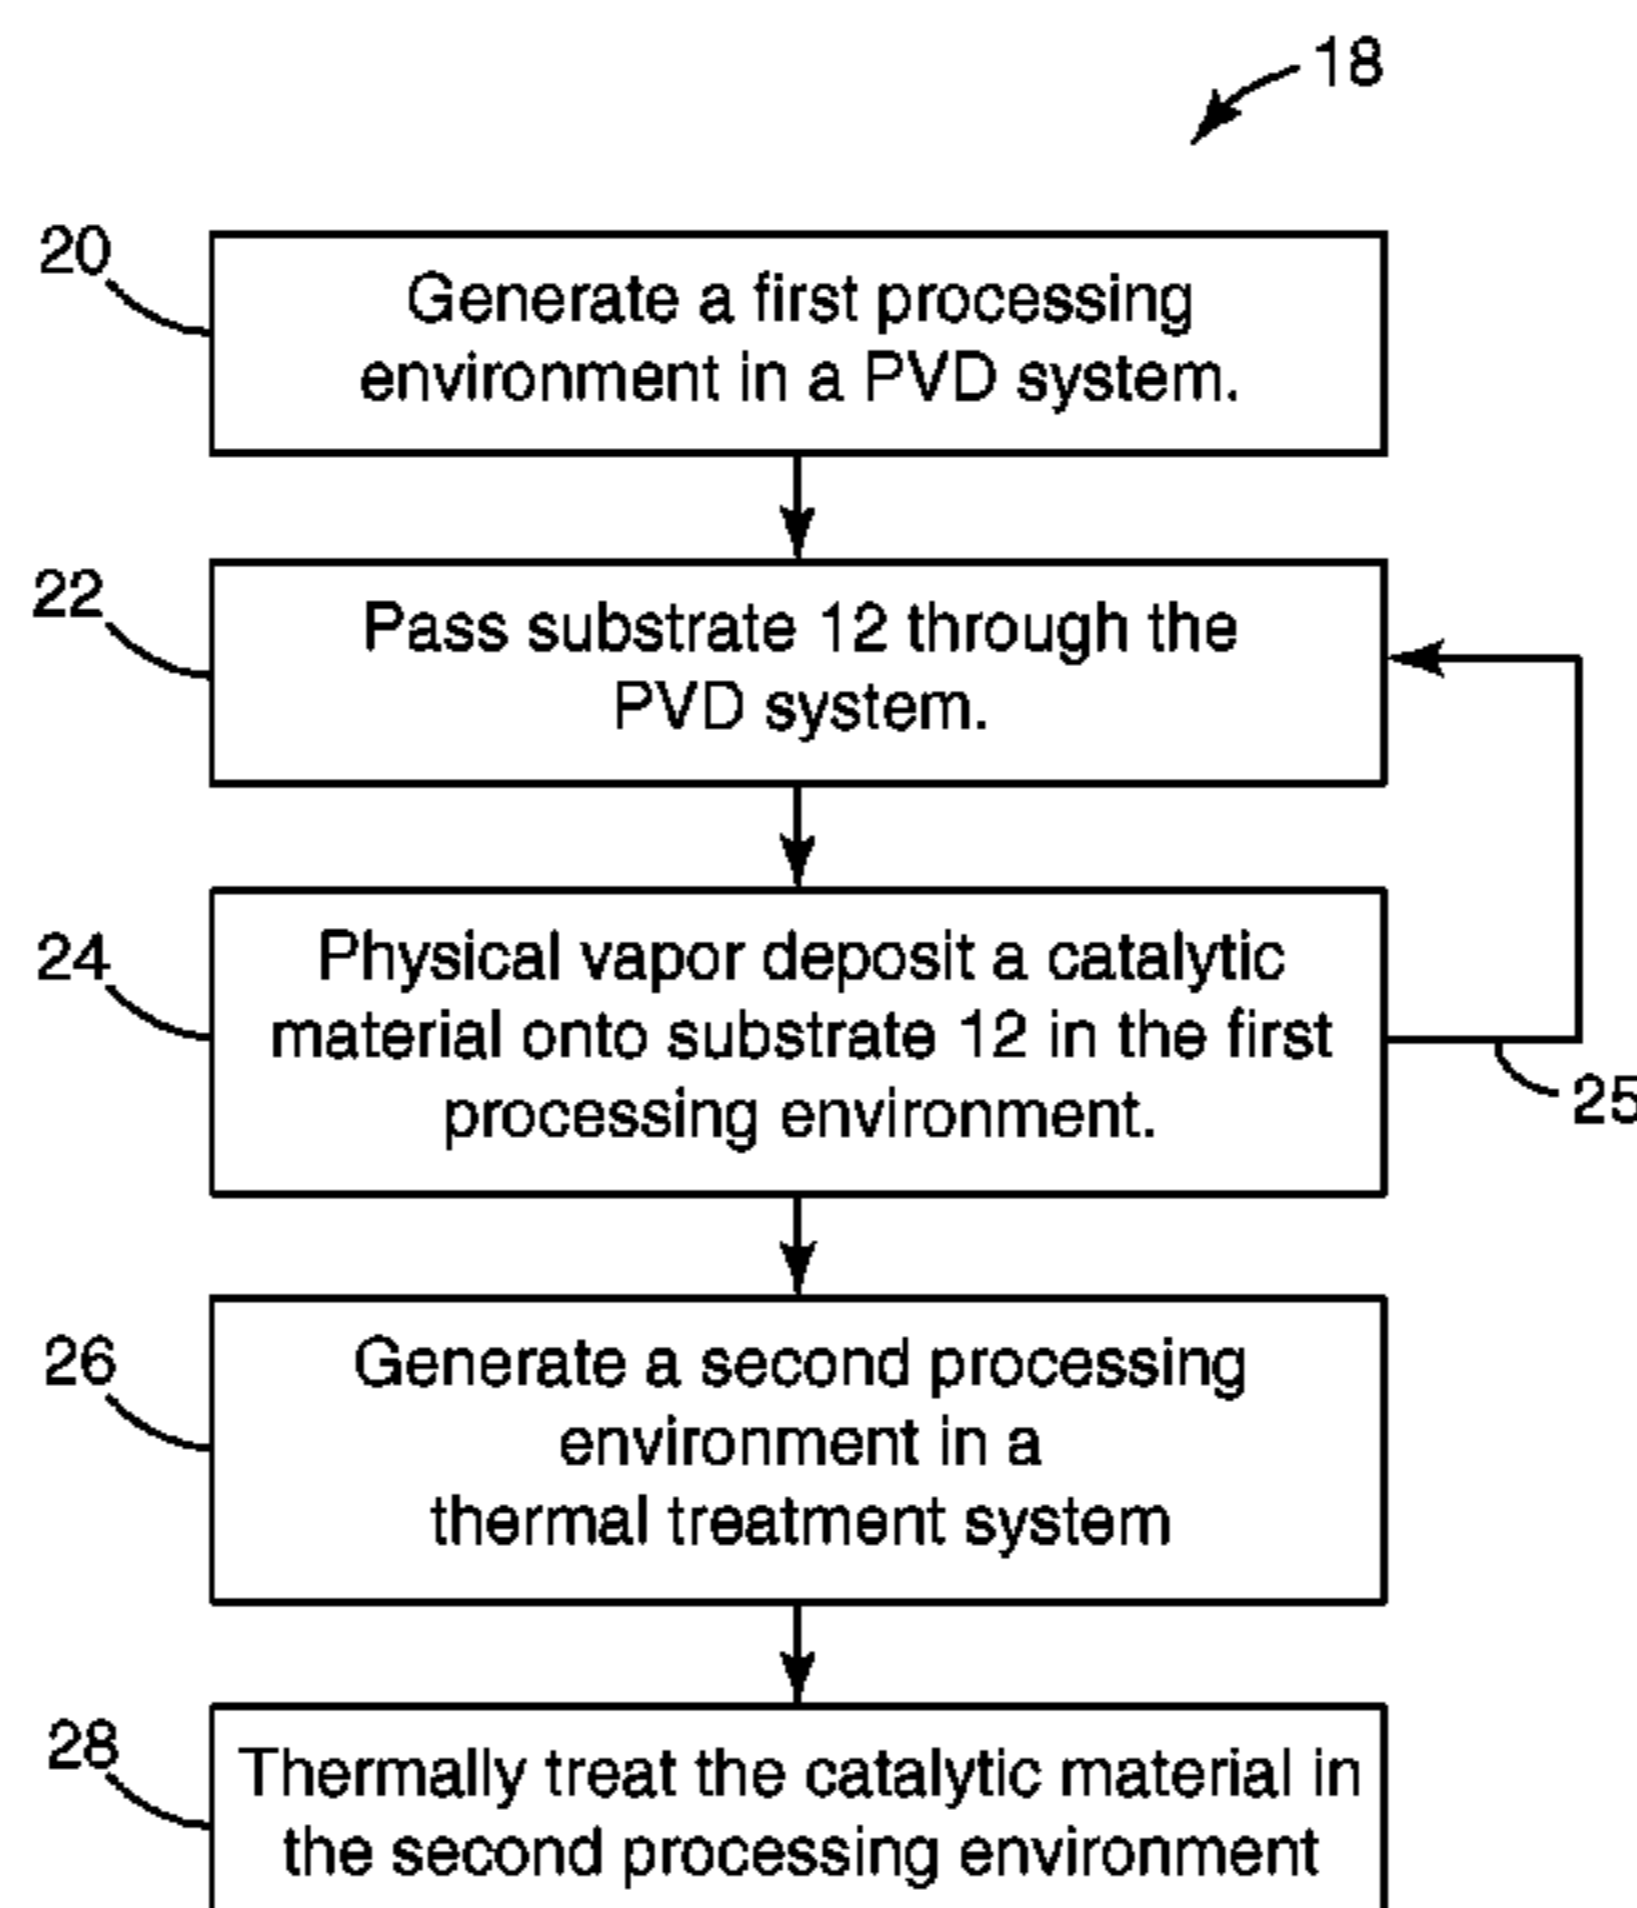 18
20
Generate a first processing
environment in a PVD system.
22
Pass substrate 12 through the
PVD system.
24
Physical vapor deposit a catalytic
material onto substrate 12 in the first
processing environment.
25
26
Generate a second processing
environment in a
thermal treatment system
28
Thermally treat the catalytic material in
the second processing environment